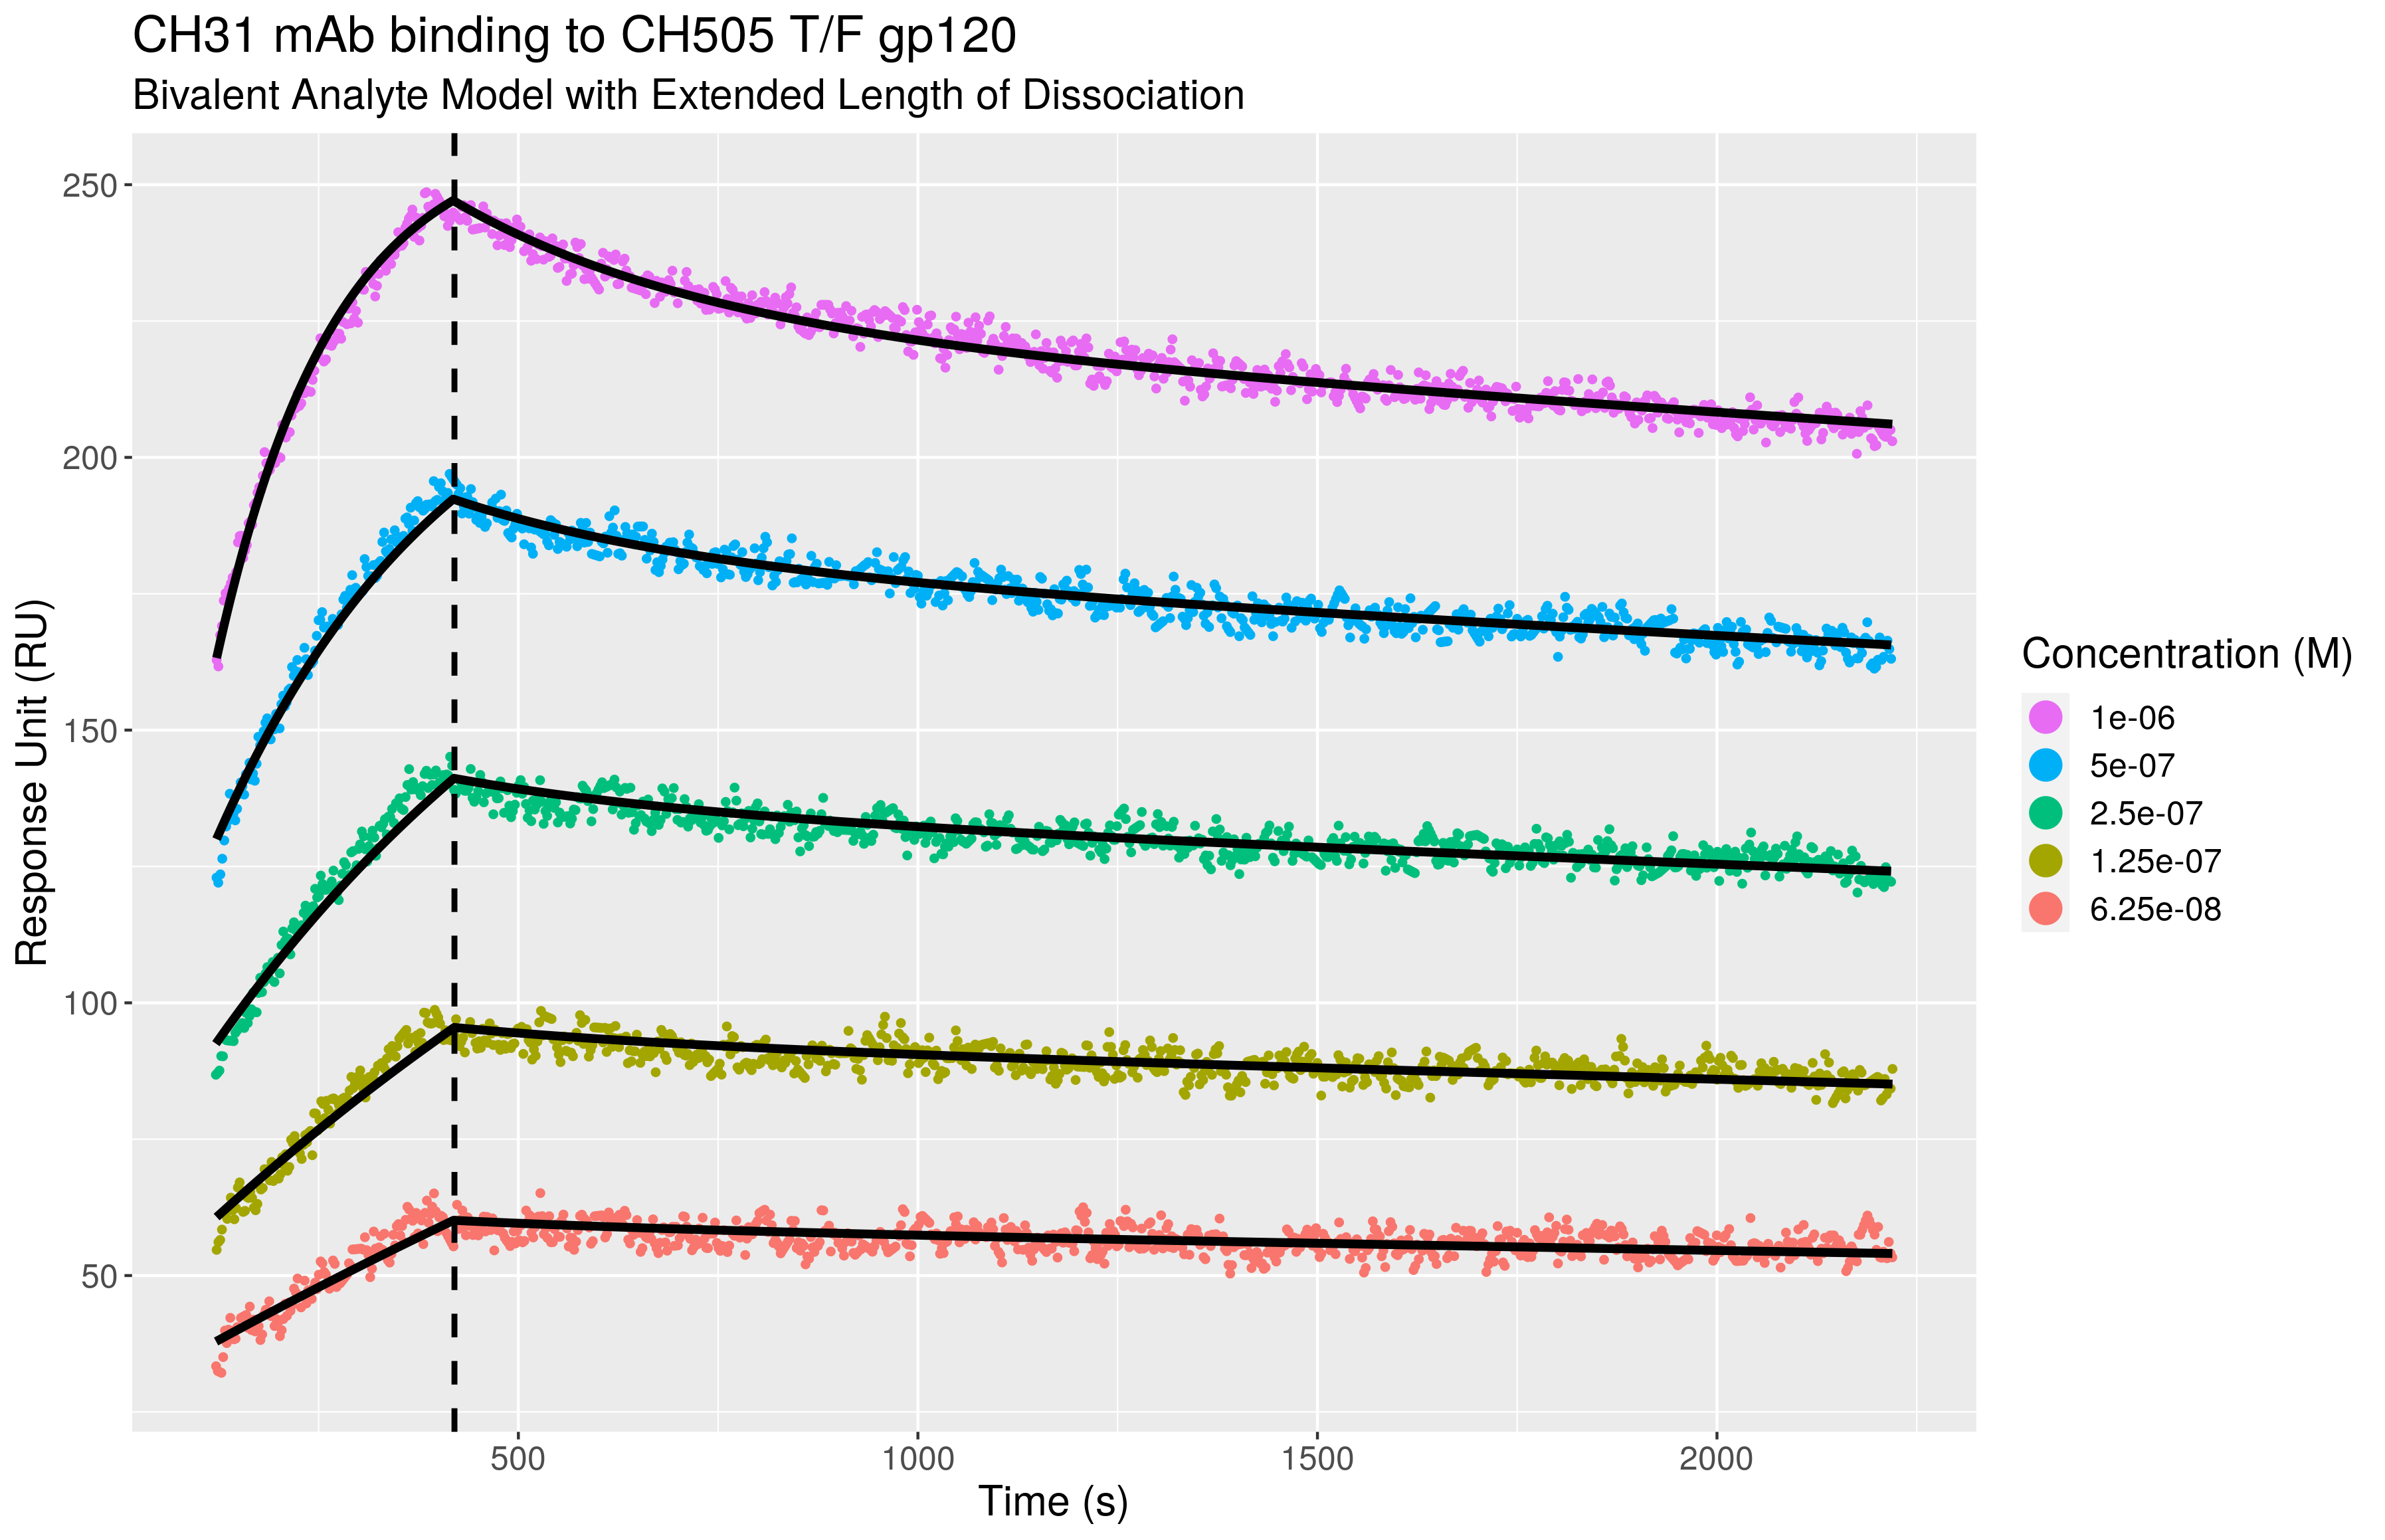 CH31 mAb binding to CH505 T/F gp120
Bivalent Analyte Model with Extended Length of Dissociation
Response Unit (RU)
250
200
150
100
50
500
1000
1500
2000
Time (s)
Concentration (M)
1e-06
5e-07
2.5e-07
1.25e-07
6.25e-08